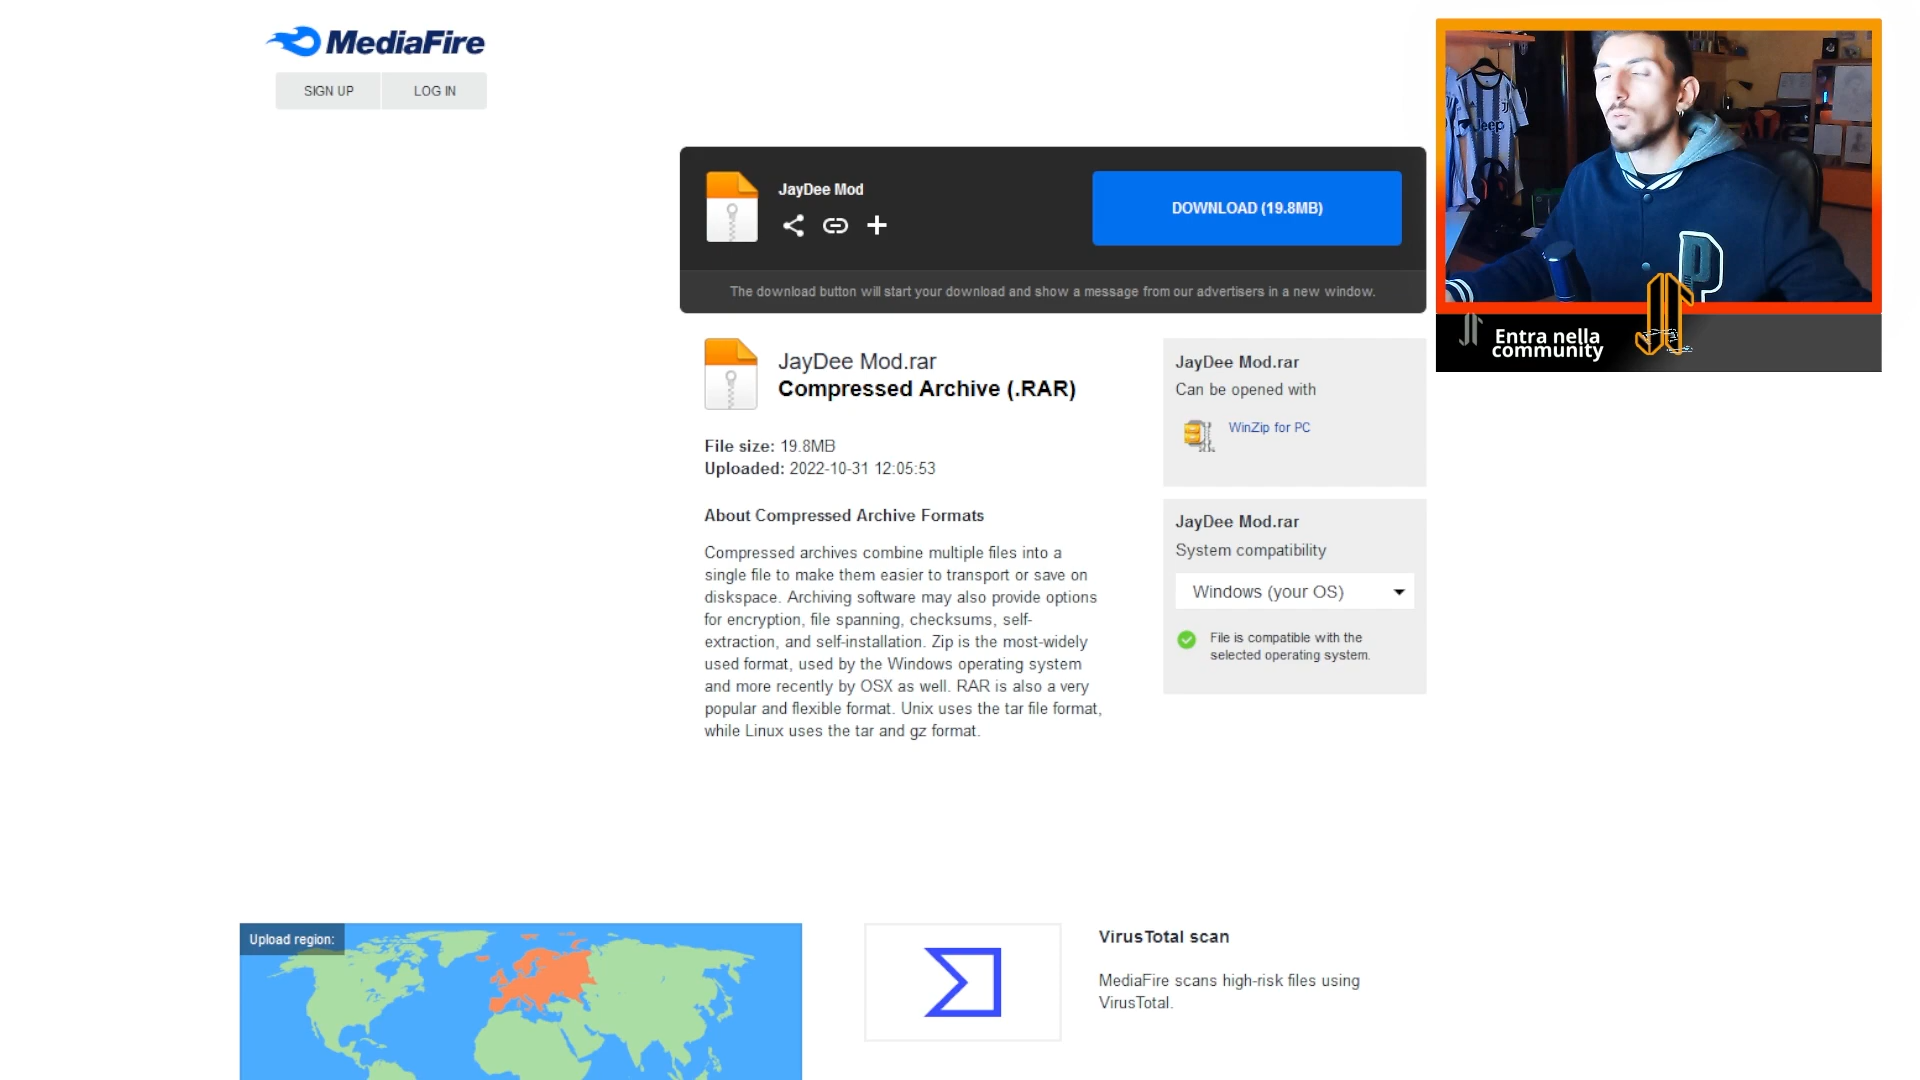 MediaFire
SIGN UP
LOG IN
JayDee Mod
DOWNLOAD (19.8MB)
The download button will start your download and show a message from our advertisers in a new window.
JayDee Mod.rar
Compressed Archive (.RAR)
File size: 19.8MB
Uploaded: 2022-10-31 12:05:53
About Compressed Archive Formats
Compressed archives combine multiple files into a
single file to make them easier to transport or save on
diskspace. Archiving software may also provide options
for encryption, file spanning, checksums, self-
extraction, and self-installation. Zip is the most-widely
used format, used by the Windows operating system
and more recently by OSX as well. RAR is also a very
popular and flexible format. Unix uses the tar file format,
while Linux uses the tar and gz format.
JayDee Mod.rar
Can be opened with
WinZip for PC
JayDee Mod.rar
System compatibility
Windows (your OS)
File is compatible with the
selected operating system.
Jeep
P
Entra nella
community
Upload region:
VirusTotal scan
MediaFire scans high-risk files using
VirusTotal.